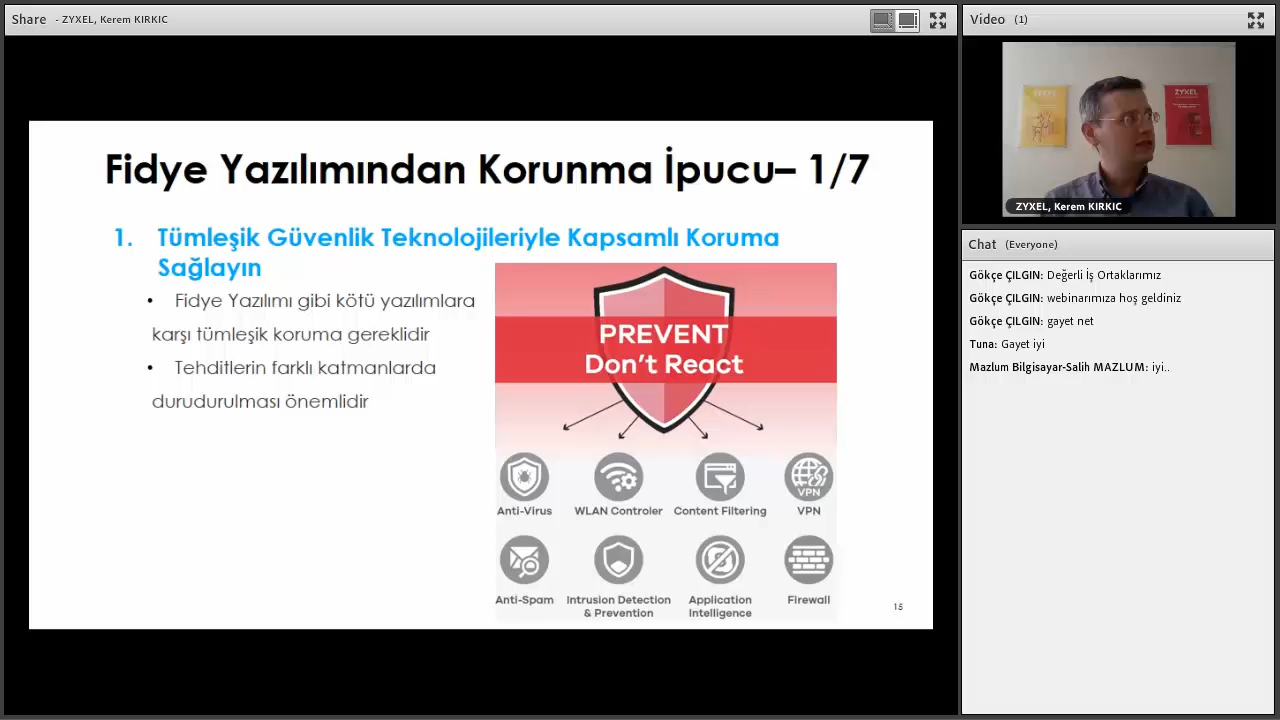 Share - ZYXEL, Kerem KIRKIC
Video (1)
ZYXEL
ZYXEL, Kerem KIRKIC
Fidye Yazılımından Korunma İpucu– 1/7
1. Tümleşik Güvenlik Teknolojileriyle Kapsamlı Koruma
Sağlayın
• Fidye Yazılımı gibi kötü yazılımlara
karşı tümleşik koruma gereklidir
• Tehditlerin farklı katmanlarda
durudurulması önemlidir
PREVENT
Don't React
VPN
Anti-Virus WLAN Controler Content Filtering VPN
Anti-Spam Intrusion Detection Application Firewall
& Prevention Intelligence
15
Chat (Everyone)
Gökçe ÇILGIN: Değerli İş Ortaklarımız
Gökçe ÇILGIN: webinarımıza hoş geldiniz
Gökçe ÇILGIN: gayet net
Tuna: Gayet iyi
Mazlum Bilgisayar-Salih MAZLUM: iyi..